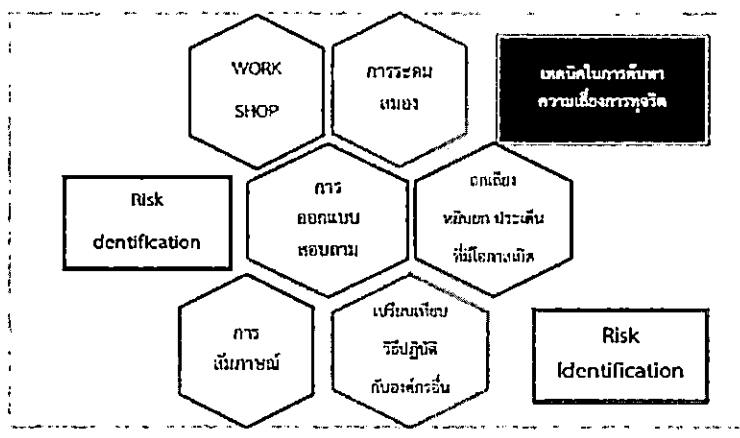 WORK
SHOP
การระดม
สมอง
เทคนิคในการค้นหา
ความเสี่ยงการทุจริต
Risk
dentification
การ
ออกแบบ
สอบถาม
ถกเถียง
หยิบยก ประเด็น
ที่มีโอกาสเกิด
การ
สัมภาษณ์
เปรียบเทียบ
วิธีปฏิบัติ
กับองค์กรอื่น
Risk
Identification